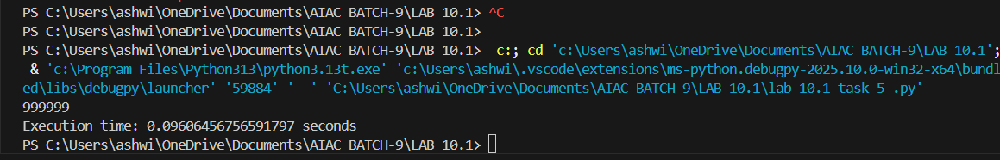 PS C:\Users\ashwi\OneDrive\Documents\AIAC BATCH-9\LAB 10.1> ^C
PS C:\Users\ashwi\OneDrive\Documents\AIAC BATCH-9\LAB 10.1>
PS C:\Users\ashwi\OneDrive\Documents\AIAC BATCH-9\LAB 10.1>  c:; cd 'c:\Users\ashwi\OneDrive\Documents\AIAC BATCH-9\LAB 10.1';
 & 'c:\Program Files\Python313\python3.13t.exe' 'c:\Users\ashwi\.vscode\extensions\ms-python.debugpy-2025.10.0-win32-x64\bundl
ed\libs\debugpy\launcher' '59884' '--' 'C:\Users\ashwi\OneDrive\Documents\AIAC BATCH-9\LAB 10.1\lab 10.1 task-5 .py'
999999
Execution time: 0.09606456756591797 seconds
PS C:\Users\ashwi\OneDrive\Documents\AIAC BATCH-9\LAB 10.1>